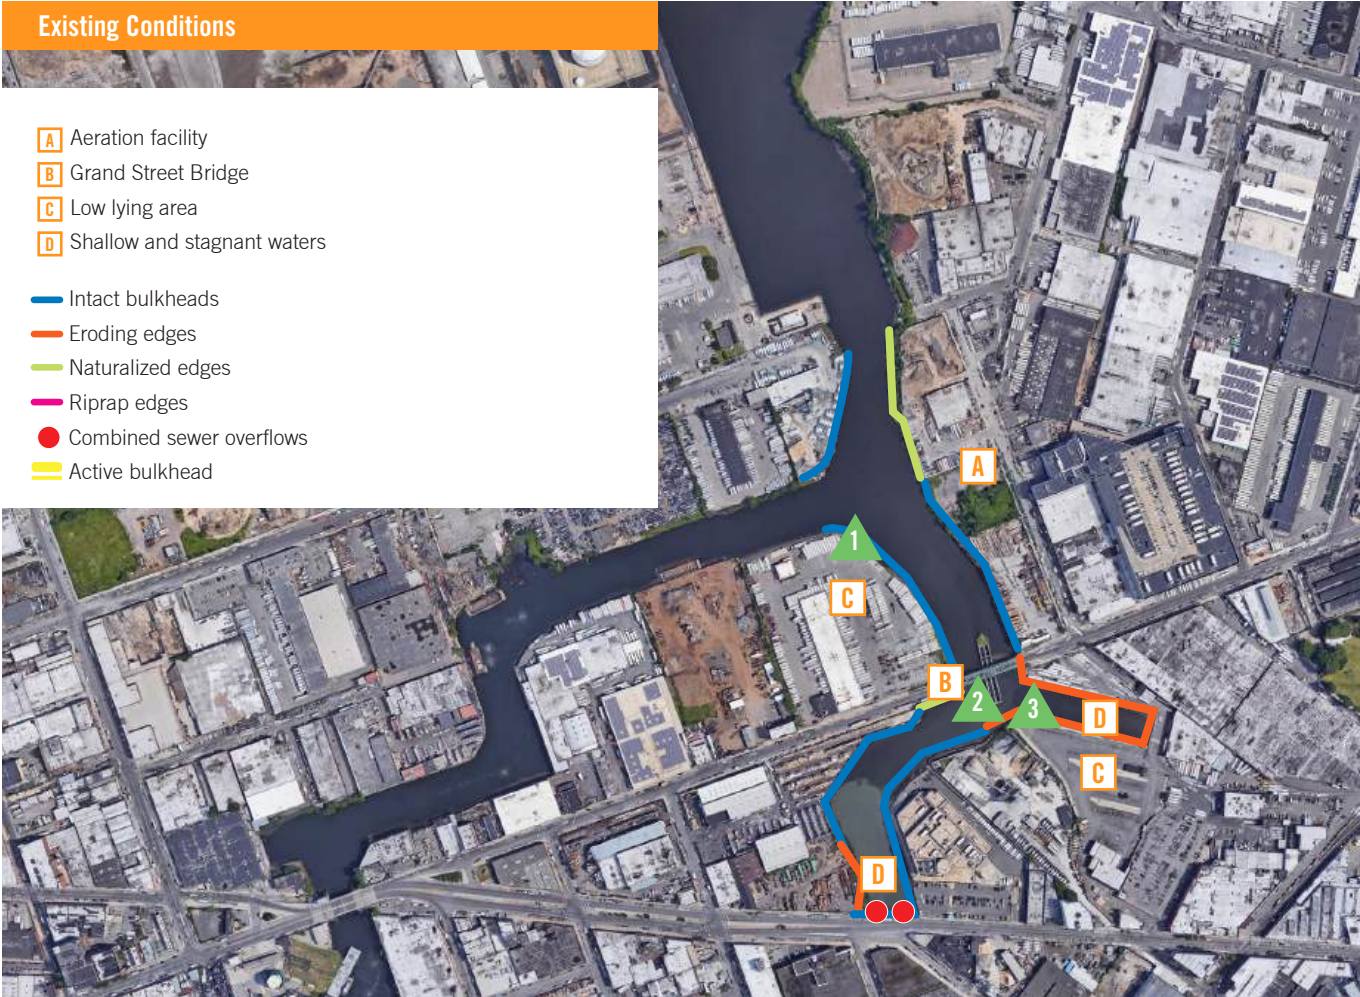 Existing Conditions
A Aeration facility
B Grand Street Bridge
C Low lying area
D Shallow and stagnant waters
Intact bulkheads
Eroding edges
Naturalized edges
Riprap edges
Combined sewer overflows
Active bulkhead
A
1
C
B
2
3
D
C
D